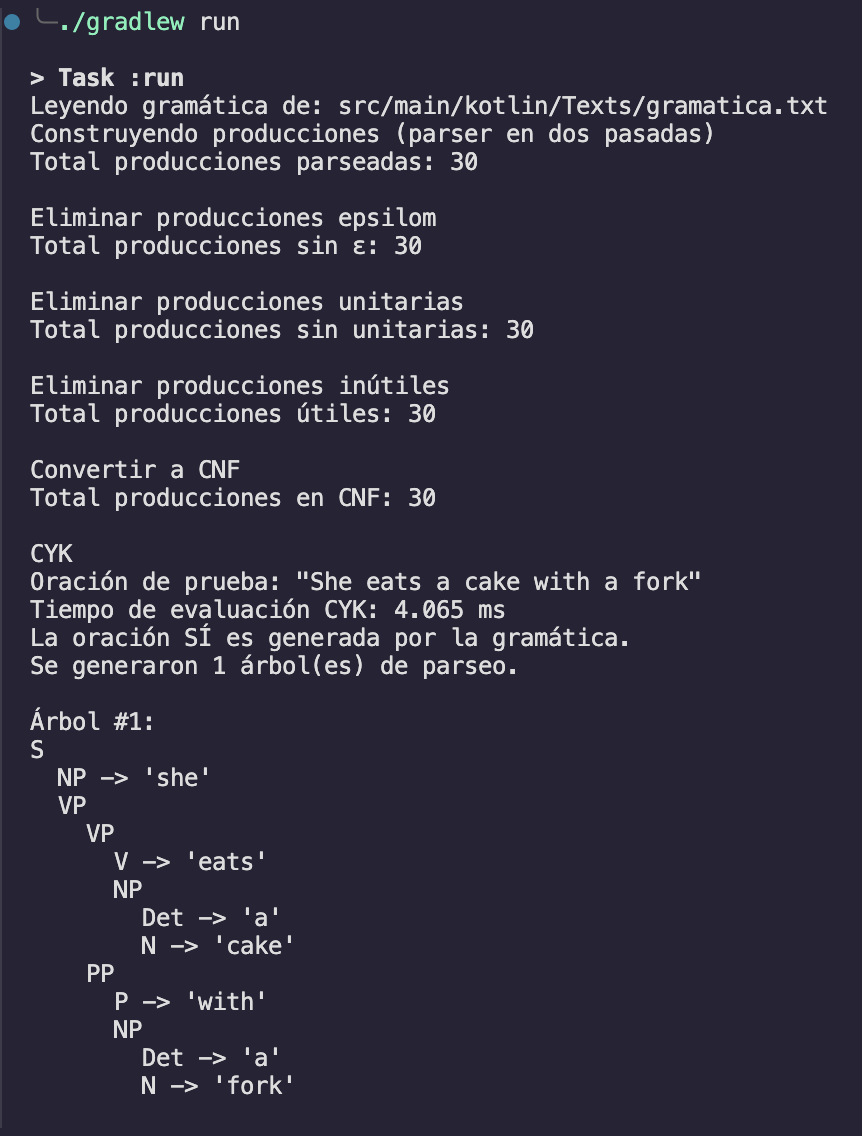 ./gradlew run
> Task :run
Leyendo gramática de: src/main/kotlin/Texts/gramatica.txt
Construyendo producciones (parser en dos pasadas)
Total producciones parseadas: 30
Eliminar producciones epsilom
Total producciones sin ε: 30
Eliminar producciones unitarias
Total producciones sin unitarias: 30
Eliminar producciones inútiles
Total producciones útiles: 30
Convertir a CNF
Total producciones en CNF: 30
CYK
Oración de prueba: "She eats a cake with a fork"
Tiempo de evaluación CYK: 4.065 ms
La oración SÍ es generada por la gramática.
Se generaron 1 árbol(es) de parseo.
Árbol #1:
S
  NP —> 'she'
  VP
    VP
      V —> 'eats'
      NP
        Det —> 'a'
        N —> 'cake'
    PP
      P —> 'with'
      NP
        Det —> 'a'
        N —> 'fork'